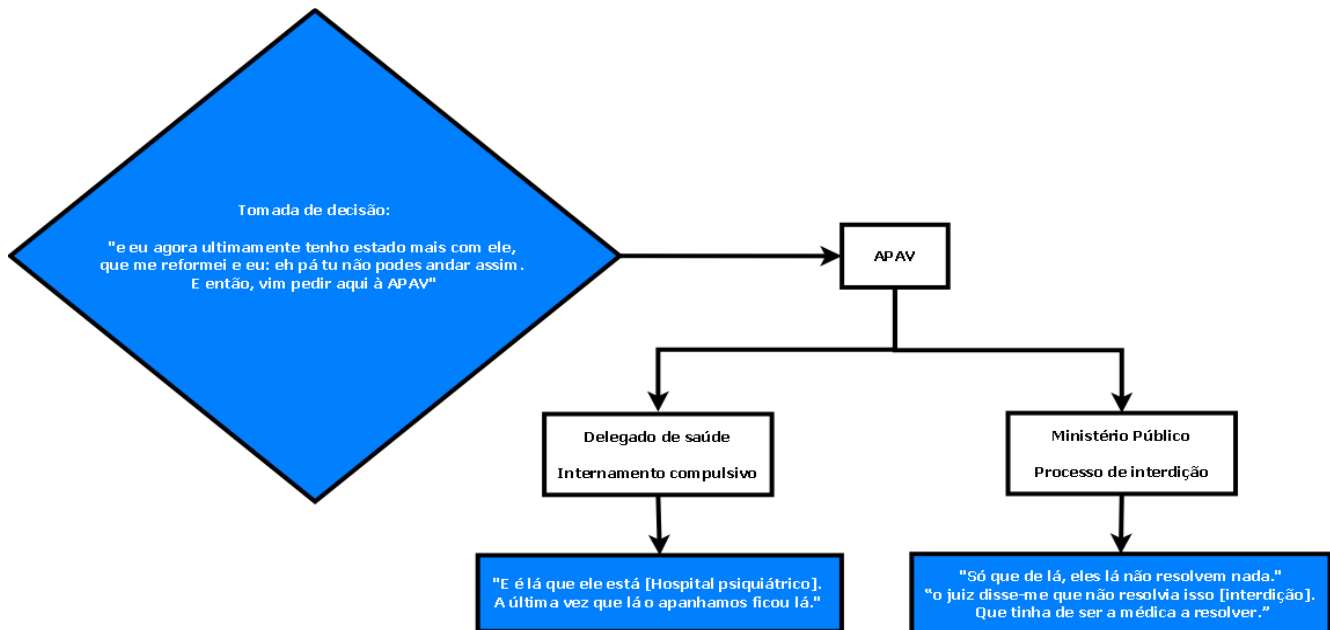 Tomada de decisão:
"e eu agora ultimamente tenho estado mais com ele,
que me reformei e eu: eh pá tu não podes andar assim.
E então, vim pedir aqui à APAV"
APAV
Delegado de saúde
Internamento compulsivo
Ministério Público
Processo de interdição
"E é lá que ele está [Hospital psiquiátrico].
A última vez que lá o apanhamos ficou lá."
"Só que de lá, eles lá não resolvem nada."
“o juiz disse-me que não resolvia isso [interdição].
Que tinha de ser a médica a resolver.”